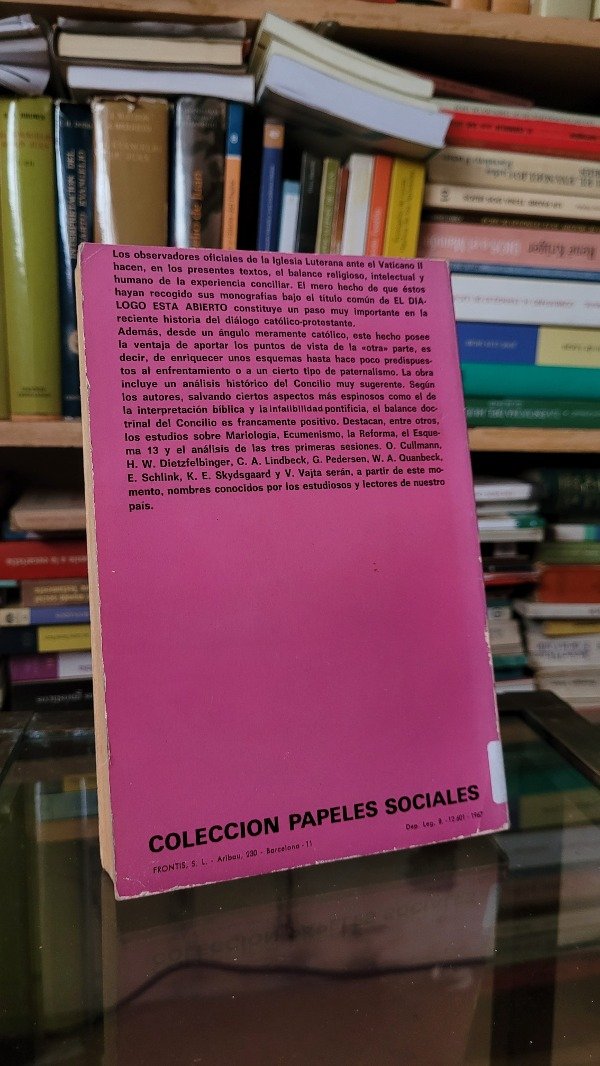 Los observadores oficiales de la Iglesia Luterana ante el Vaticano II
hacen, en los presentes textos, el balance religioso, intelectual y
humano de la experiencia conciliar. El mero hecho de que éstos
hayan recogido sus monografías bajo el título común de EL DIA-
LOGO ESTA ABIERTO constituye un paso muy importante en la
reciente historia del diálogo católico-protestante.
Además, desde un ángulo meramente católico, este hecho posee
la ventaja de aportar los puntos de vista de la «otra» parte, es
decir, de enriquecer unos esquemas hasta hace poco predispues-
tos al enfrentamiento o a un cierto tipo de paternalismo. La obra
incluye un análisis histórico del Concilio muy sugerente. Según
los autores, salvando ciertos aspectos más espinosos como el de
la interpretación bíblica y la infalibilidad pontificia, el balance doc-
trinal del Concilio es francamente positivo. Destacan, entre otros,
los estudios sobre Mariología, Ecumenismo, la Reforma, el Esque-
ma 13 y el análisis de las tres primeras sesiones. O. Cullmann,
H. W. Dietzfelbinger, C. A. Lindbeck, G. Pedersen, W. A. Quanbeck,
E. Schlink, K. E. Skydsgaard y V. Vajta serán, a partir de este mo-
mento, nombres conocidos por los estudiosos y lectores de nuestro
país.
COLECCION PAPELES SOCIALES
FRONTIS, S. L. - Aribau, 230 - Barcelona - 11
Dep. Leg. B. - 12.601 - 1967